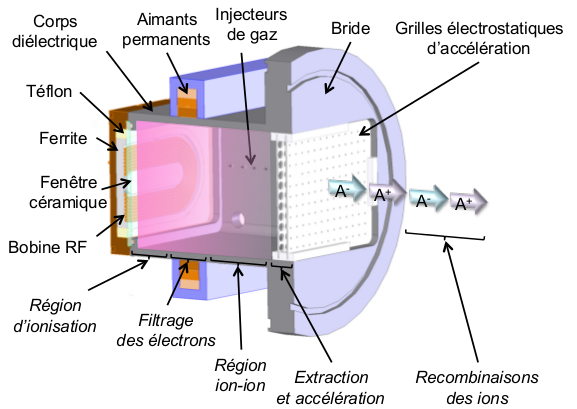 Corps
diélectrique
Aimants
permanents
Injecteurs
de gaz
Bride
Grilles électrostatiques
d'accélération
Téflon
Ferrite
Fenêtre
céramique
Bobine RF
A-
A+
A-
A+
Région
d'ionisation
Filtrage
des électrons
Région
ion-ion
Extraction
et accélération
Recombinaisons
des ions